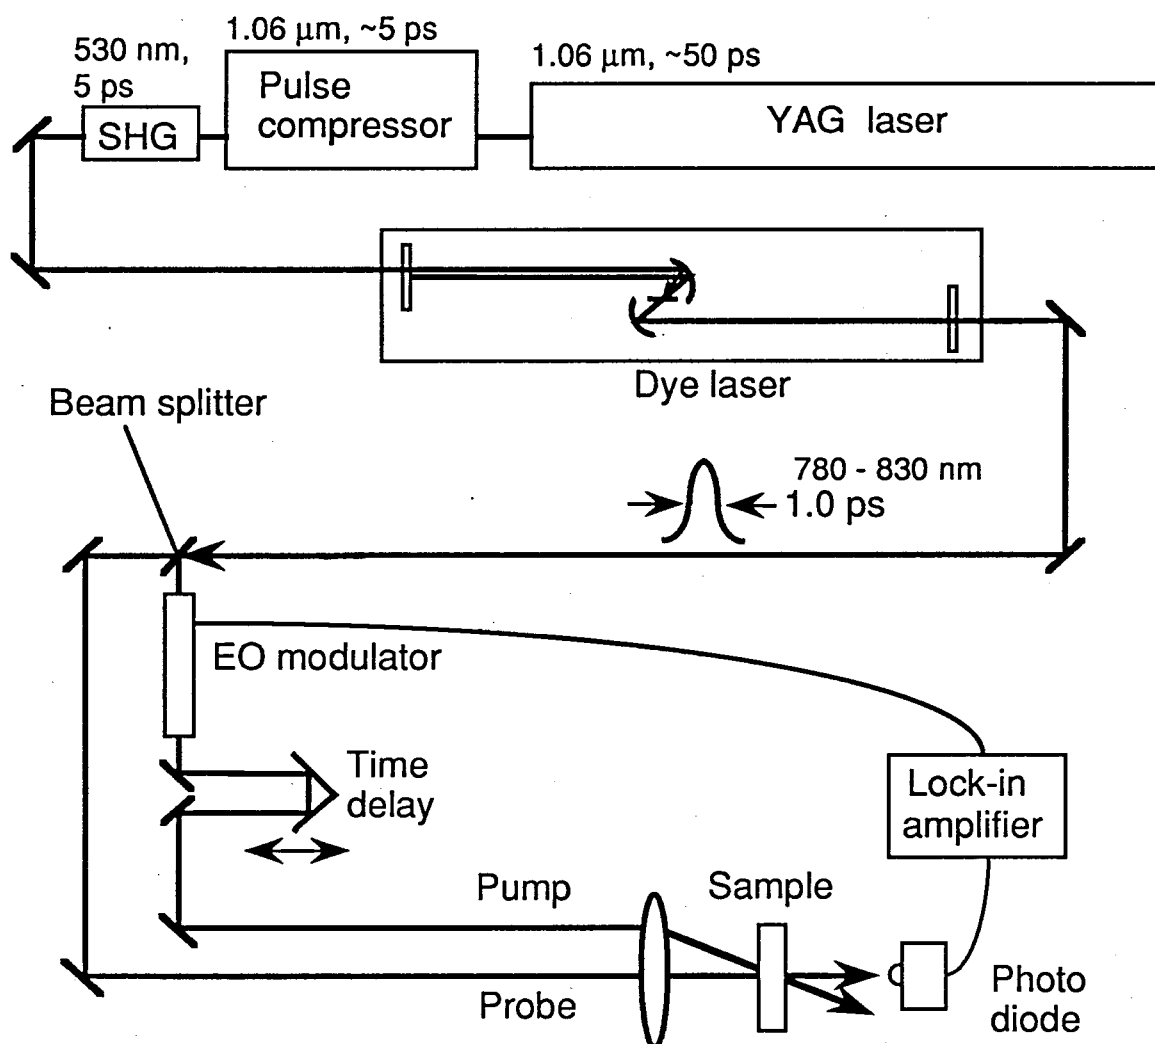 1.06 μm, ~5 ps
530 nm,
5 ps
1.06 μm, ~50 ps
SHG
Pulse
compressor
YAG laser
Dye laser
Beam splitter
780 - 830 nm
1.0 ps
EO modulator
Time
delay
Lock-in
amplifier
Pump
Sample
Probe
Photo
diode